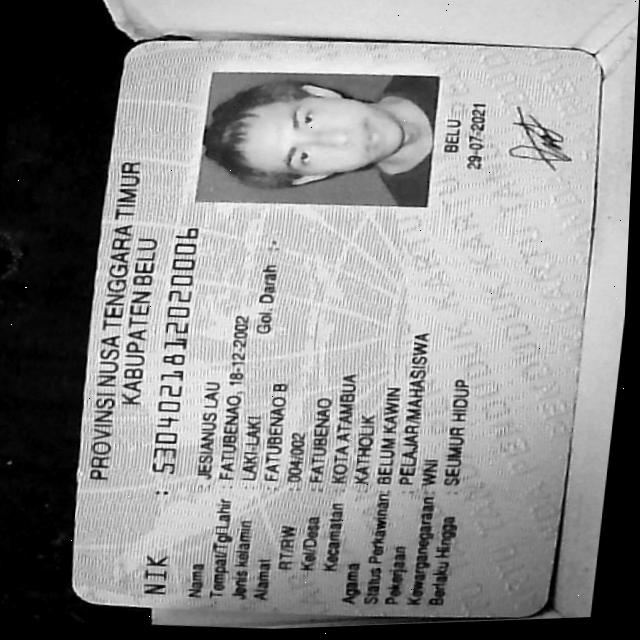 PROVINSI NUSA TENGGARA TIMUR
KABUPATEN BELU
NIK : 5304021812020006
Nama : JESIANUS LAU
Tempat/Tgl Lahir : FATUBENAO, 18-12-2002
Jenis kelamin : LAKI-LAKI Gol. Darah : -
Alamat : FATUBENAO B
RT/RW : 004/002
Kel/Desa : FATUBENAO
Kecamatan : KOTA ATAMBUA
Agama : KATHOLIK
Status Perkawinan: BELUM KAWIN
Pekerjaan : PELAJAR/MAHASISWA
Kewarganegaraan: WNI
Berlaku Hingga : SEUMUR HIDUP
BELU
29-07-2021